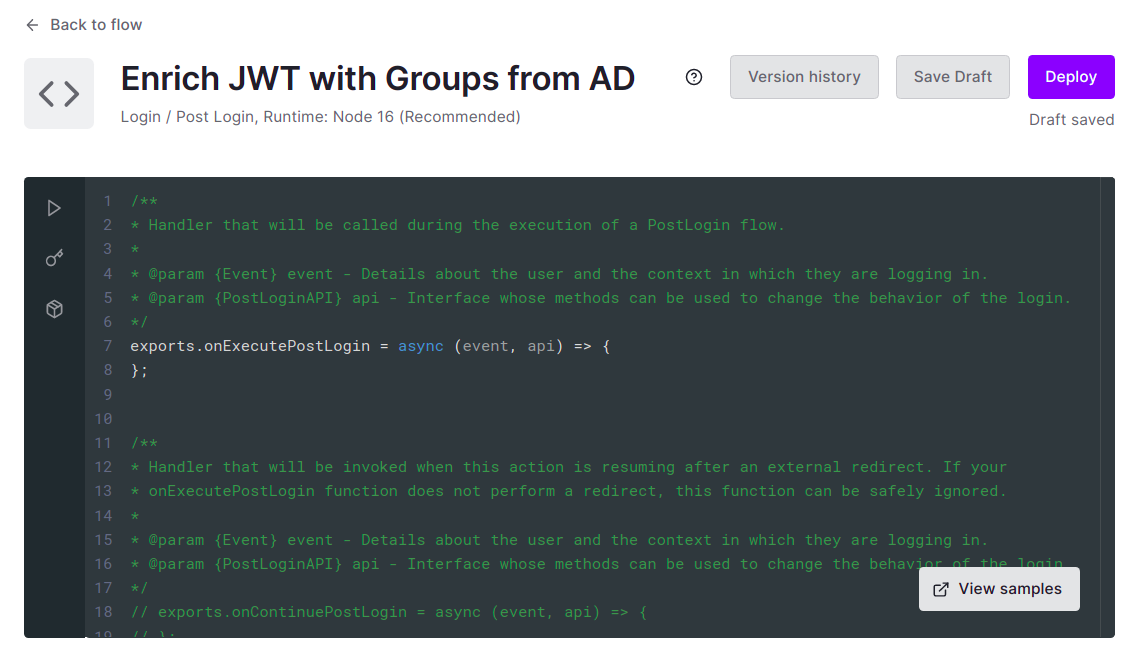 Back to flow
Enrich JWT with Groups from AD
Version history
Save Draft
Deploy
Login / Post Login, Runtime: Node 16 (Recommended)
Draft saved
1 /**
2 * Handler that will be called during the execution of a PostLogin flow.
3 *
4 * @param {Event} event - Details about the user and the context in which they are logging in.
5 * @param {PostLoginAPI} api - Interface whose methods can be used to change the behavior of the login.
6 */
7 exports.onExecutePostLogin = async (event, api) => {
8 };
9
10
11 /**
12 * Handler that will be invoked when this action is resuming after an external redirect. If your
13 * onExecutePostLogin function does not perform a redirect, this function can be safely ignored.
14 *
15 * @param {Event} event - Details about the user and the context in which they are logging in.
16 * @param {PostLoginAPI} api - Interface whose methods can be used to change the behavior of the login
17 */
View samples
18 // exports.onContinuePostLogin = async (event, api) => {
19 // };